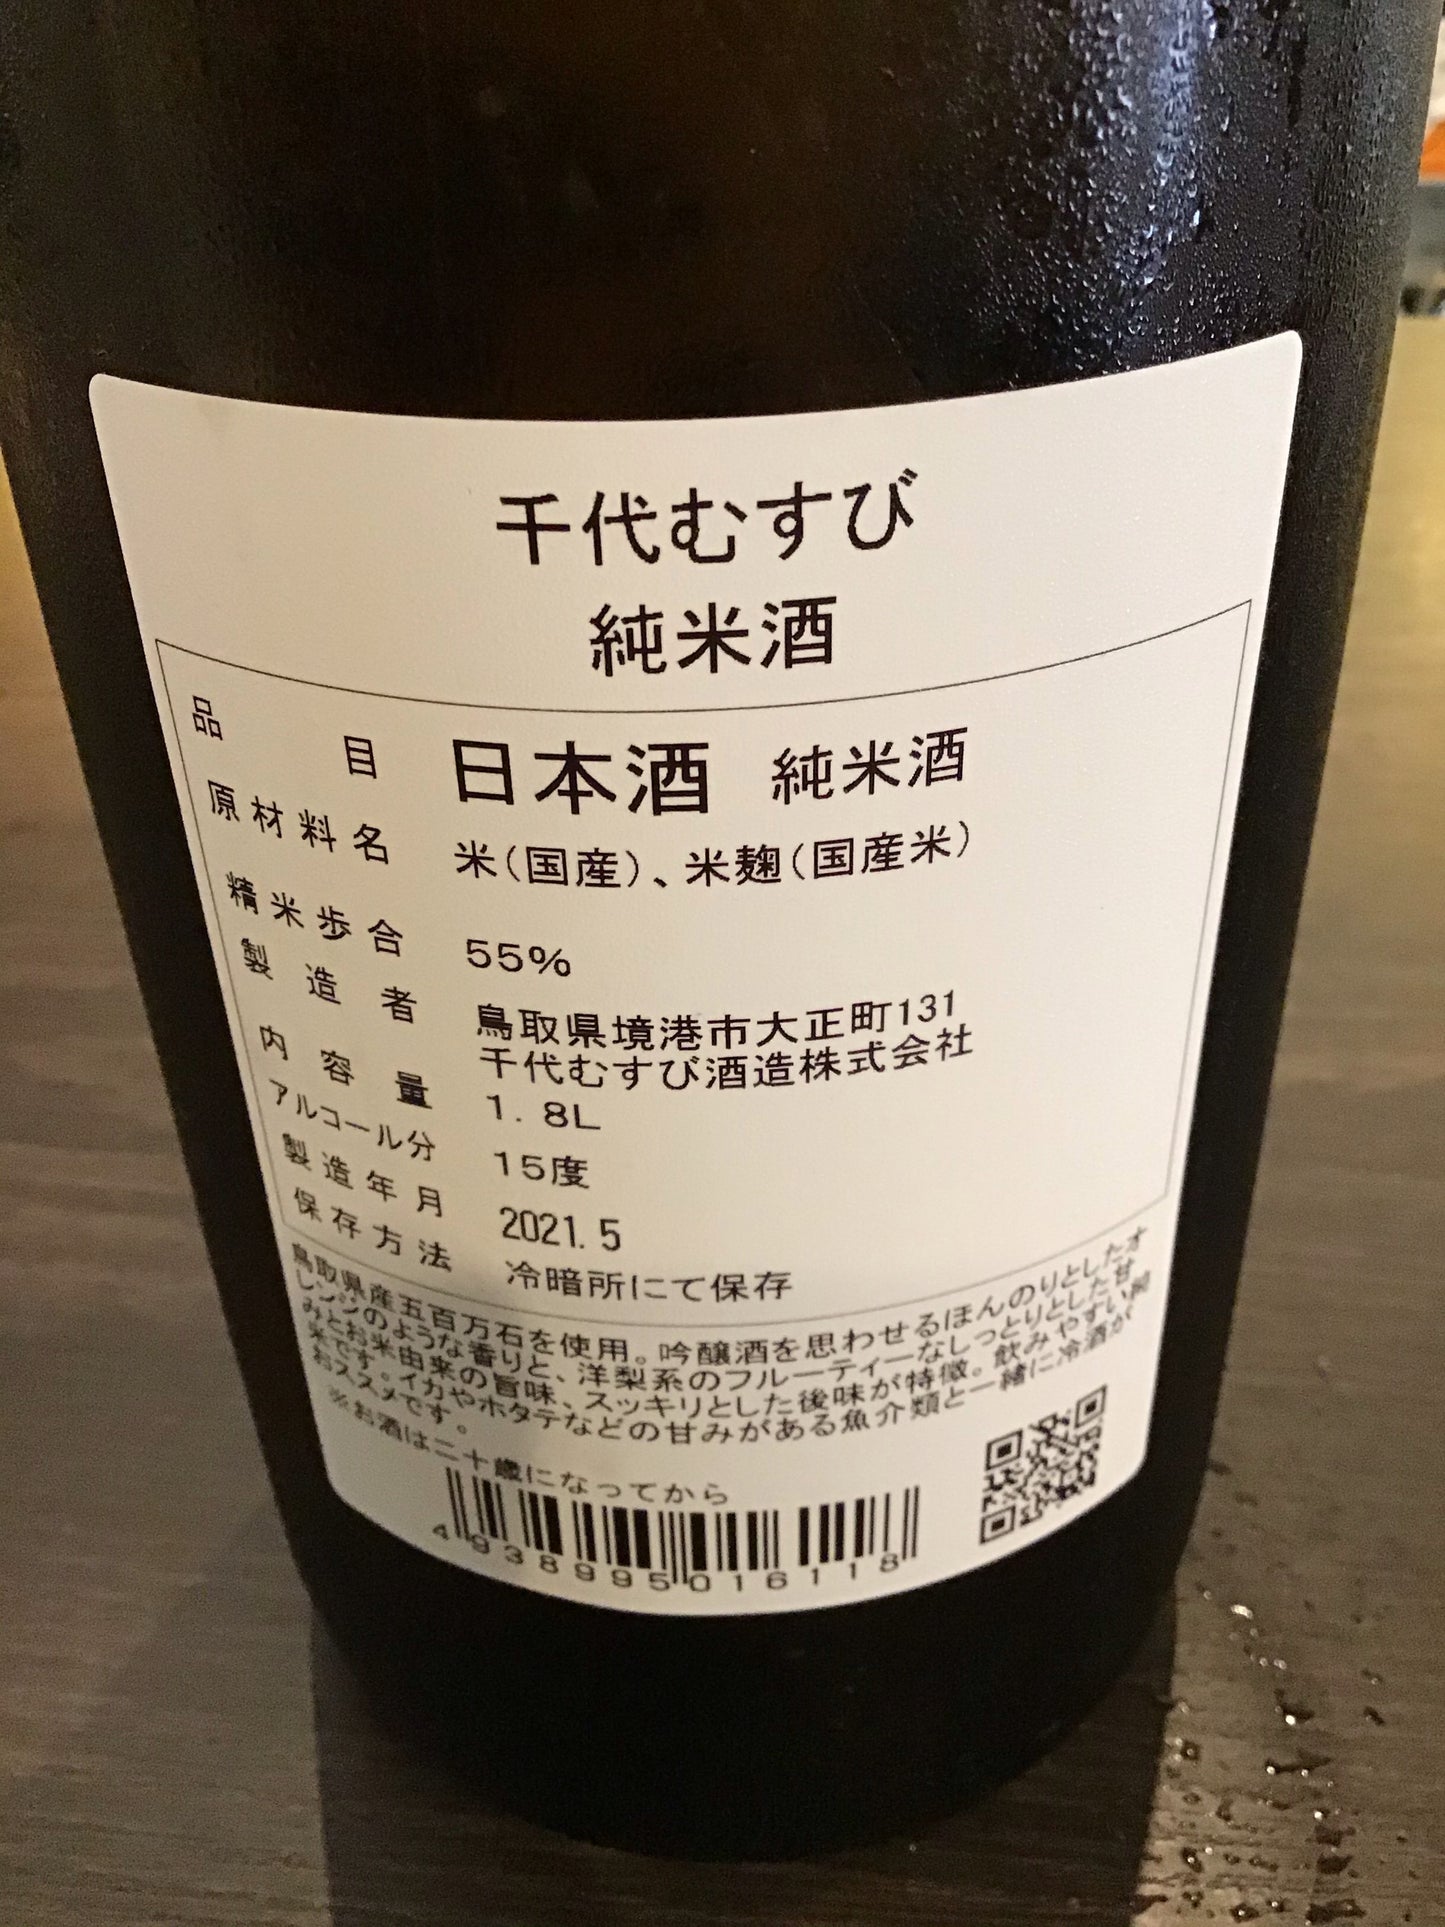 千代むすび
純米酒
品目 日本酒 純米酒
原材料名 米(国産)、米麹(国産米)
精米歩合 55%
製造者 鳥取県境港市大正町131
千代むすび酒造株式会社
内容量 1.8L
アルコール分 15度
製造年月 2021.5
保存方法 冷暗所にて保存
鳥取県産五百万石を使用。吟醸酒を思わせるほんのりとしたオ
レンジのような香りと、洋梨系のフルーティーなしっとりとした甘
みとお米由来の旨味、スッキリとした後味が特徴。飲みやすい純
米です。イカやホタテなどの甘みがある魚介類と一緒に冷酒が
おススメです。
※お酒は二十歳になってから
4938995016118